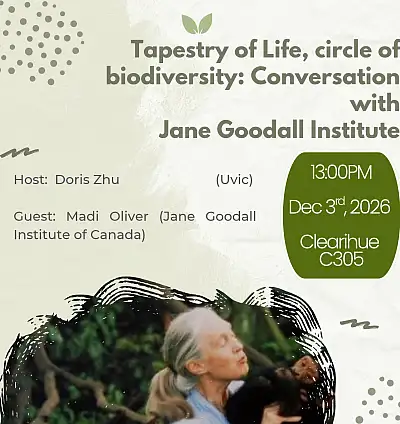 Tapestry of Life, circle of
biodiversity: Conversation
with
Jane Goodall Institute
Host: Doris Zhu (Uvic)
Guest: Madi Oliver (Jane Goodall
Institute of Canada)
13:00PM
Dec 3rd, 2026
Clearihue
C305